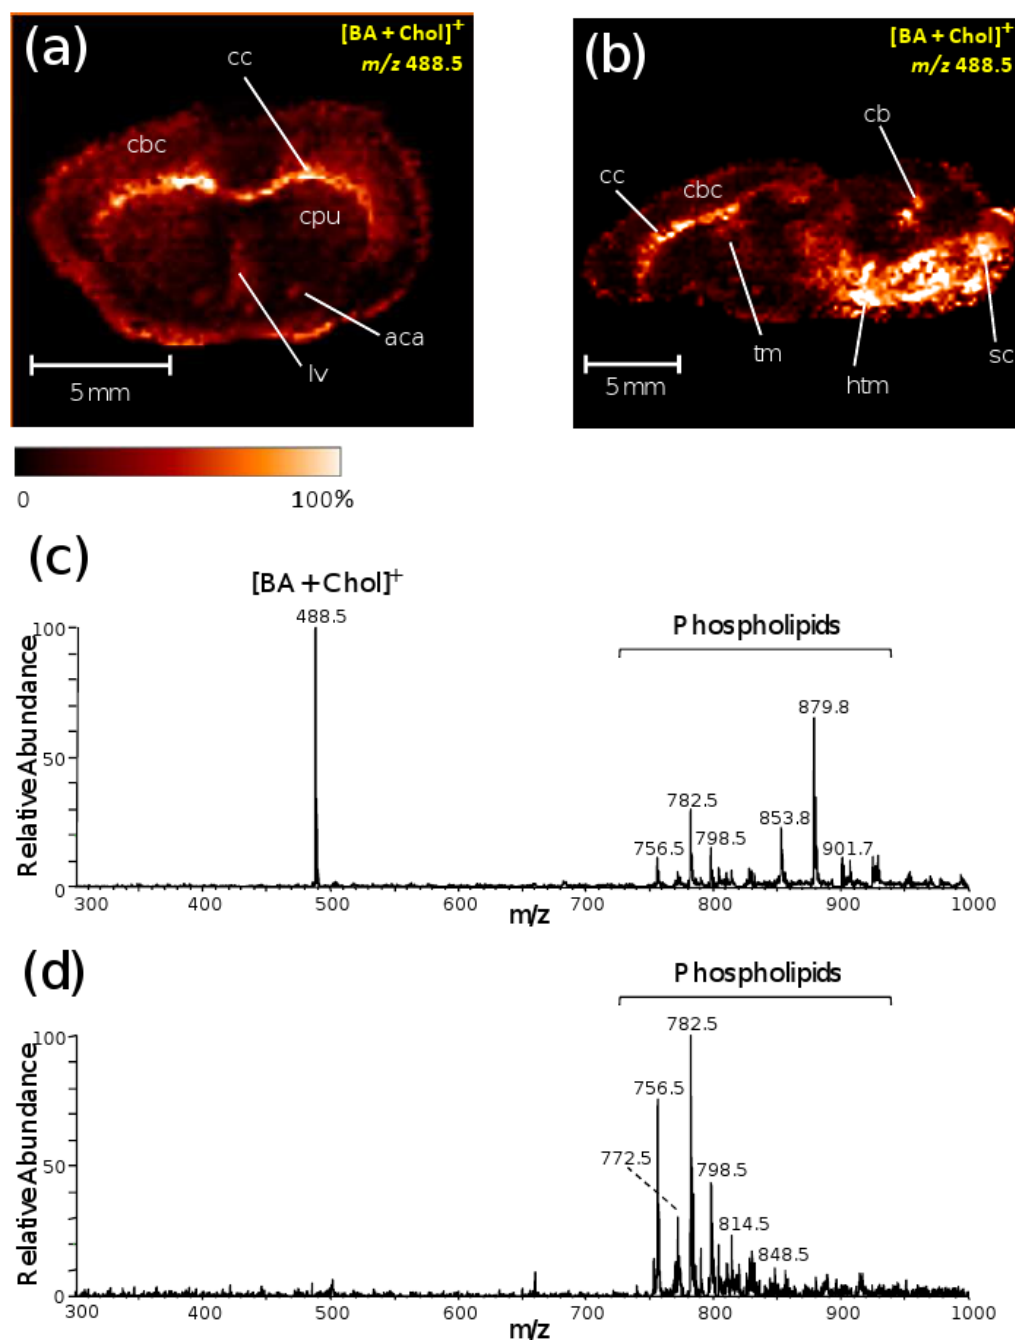 (a)
[BA + Chol]⁺
m/z 488.5
cc
cbc
cpu
aca
lv
5 mm
(b)
[BA + Chol]⁺
m/z 488.5
cb
cc
cbc
tm
htm
sc
5 mm
0
100%
(c)
[BA + Chol]⁺
488.5
Phospholipids
879.8
782.5
853.8
756.5
798.5
901.7
Relative Abundance
100
50
0
300 400 500 600 700 800 900 1000
m/z
(d)
Phospholipids
782.5
756.5
772.5
798.5
814.5
848.5
Relative Abundance
100
50
0
300 400 500 600 700 800 900 1000
m/z